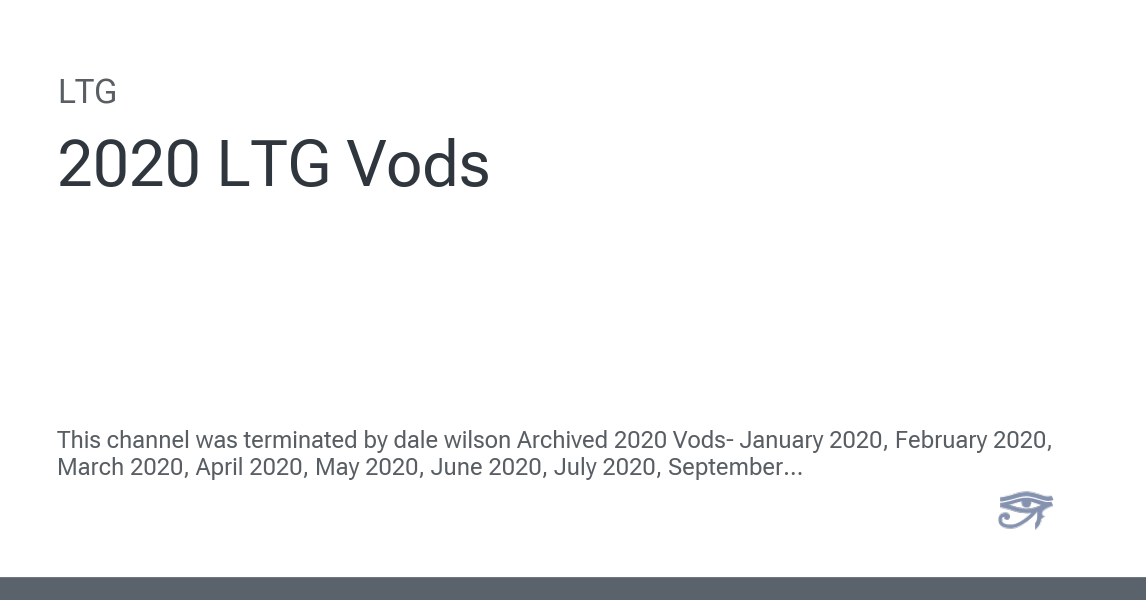 LTG
2020 LTG Vods
This channel was terminated by dale wilson Archived 2020 Vods- January 2020, February 2020,
March 2020, April 2020, May 2020, June 2020, July 2020, September...